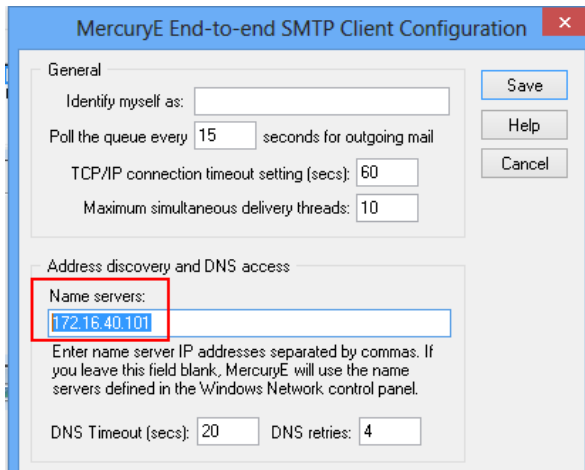 MercuryE End-to-end SMTP Client Configuration
General
Identify myself as:
Poll the queue every 15 seconds for outgoing mail
TCP/IP connection timeout setting (secs): 60
Maximum simultaneous delivery threads: 10
Save
Help
Cancel
Address discovery and DNS access
Name servers:
172.16.40.101
Enter name server IP addresses separated by commas. If
you leave this field blank, MercuryE will use the name
servers defined in the Windows Network control panel.
DNS Timeout (secs): 20 DNS retries: 4